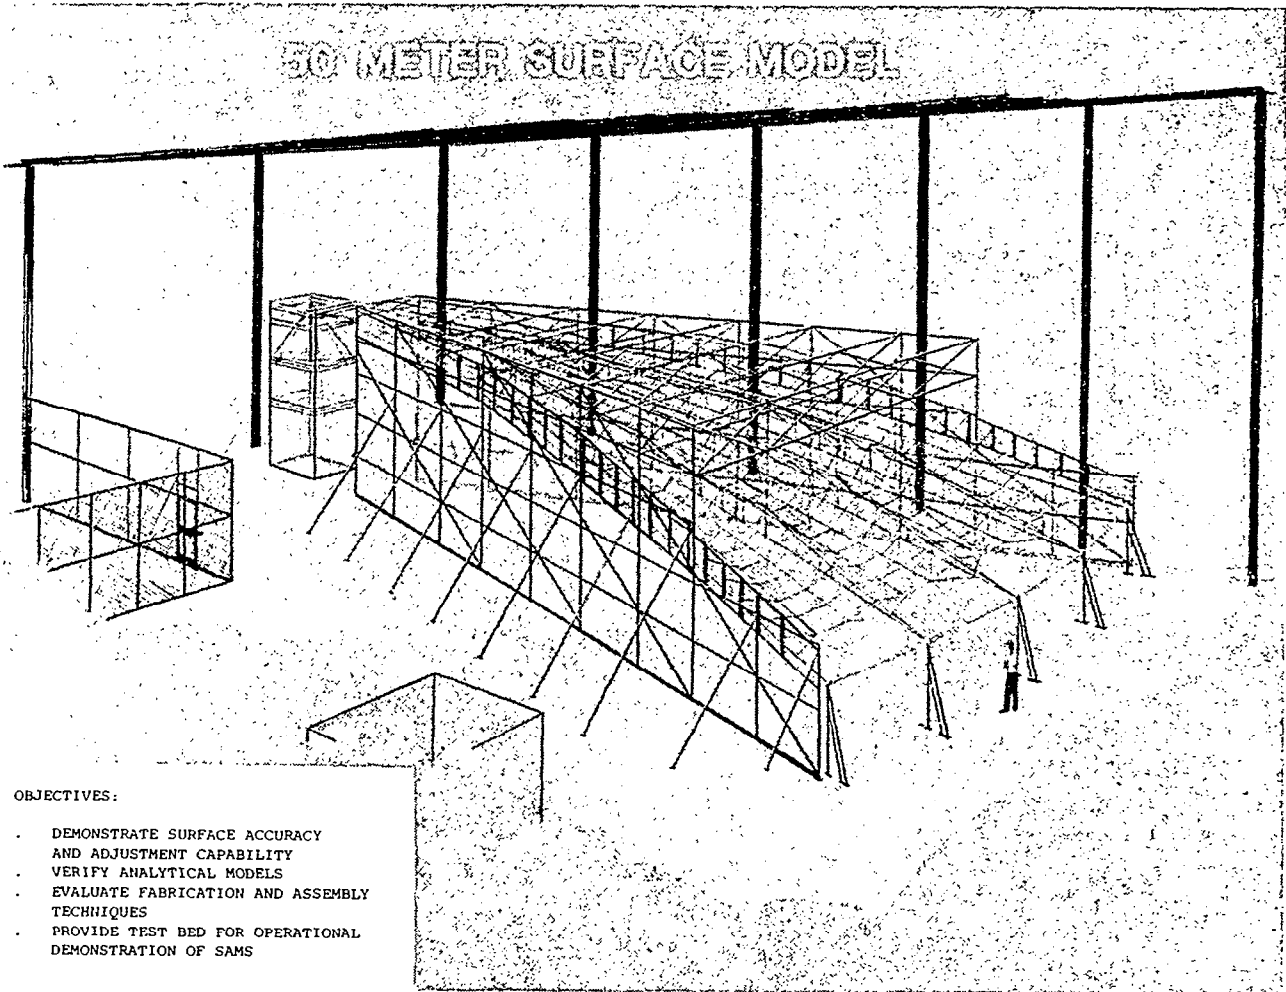 50 METER SURFACE MODEL
OBJECTIVES:
. DEMONSTRATE SURFACE ACCURACY
AND ADJUSTMENT CAPABILITY
. VERIFY ANALYTICAL MODELS
. EVALUATE FABRICATION AND ASSEMBLY
TECHNIQUES
. PROVIDE TEST BED FOR OPERATIONAL
DEMONSTRATION OF SAMS